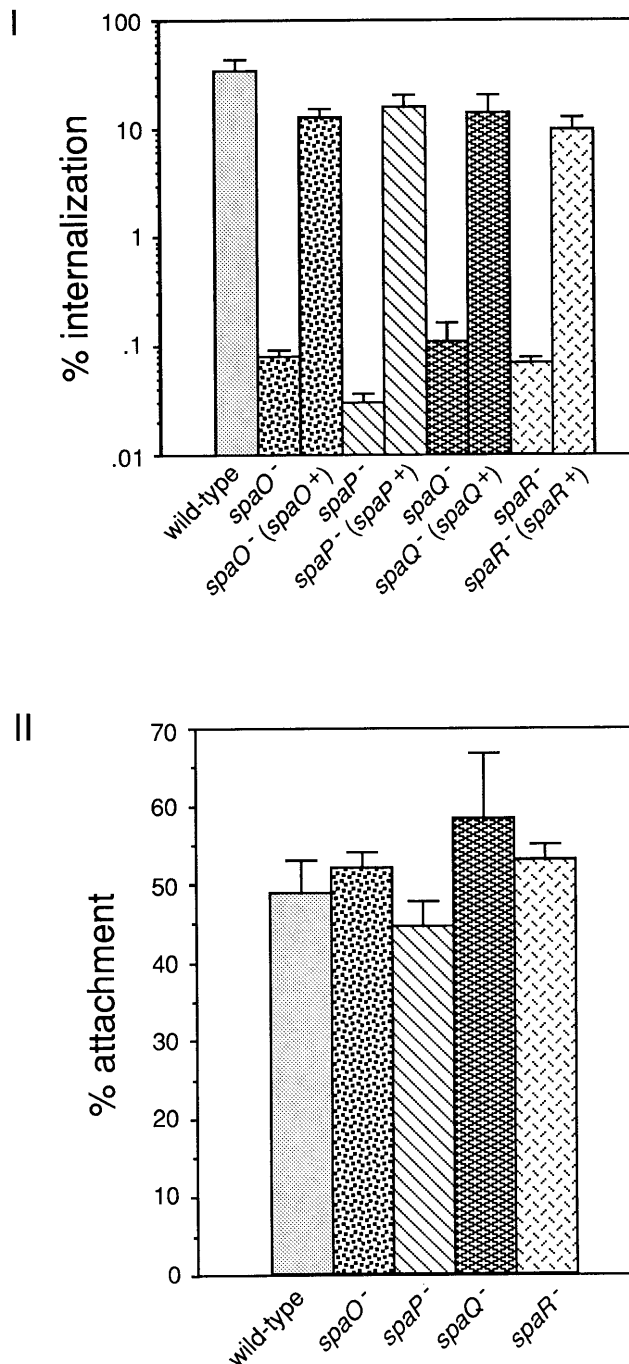 I
100
10
1
.1
.01
% internalization
wild-type
spaO-
spaO- (spaO+)
spaP-
spaP- (spaP+)
spaQ-
spaQ- (spaQ+)
spaR-
spaR- (spaR+)
II
70
60
50
40
30
20
10
0
% attachment
wild-type
spaO-
spaP-
spaQ-
spaR-